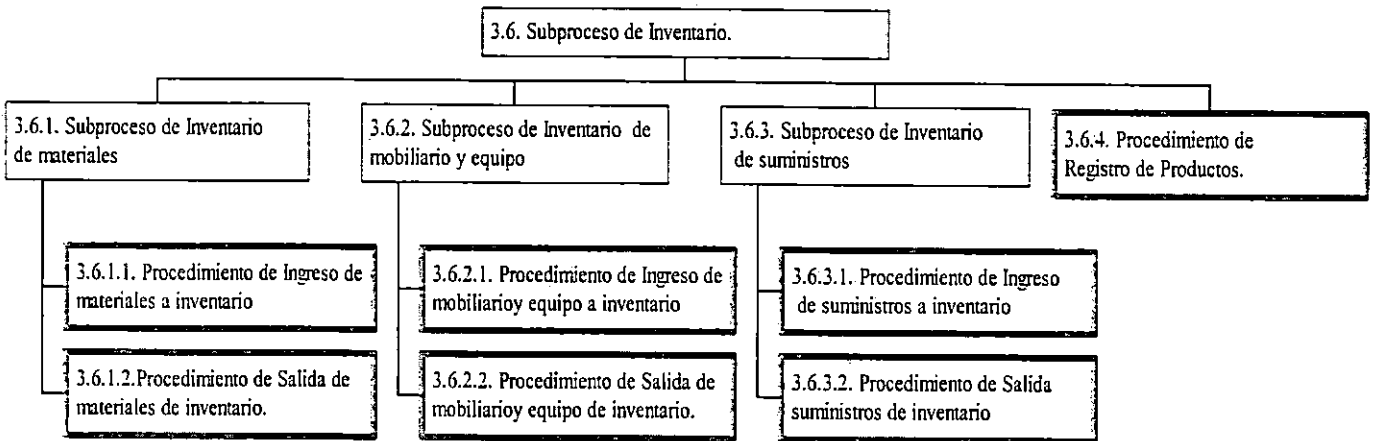 3.6. Subproceso de Inventario.
3.6.1. Subproceso de Inventario
de materiales
3.6.2. Subproceso de Inventario de
mobiliario y equipo
3.6.3. Subproceso de Inventario
de suministros
3.6.4. Procedimiento de
Registro de Productos.
3.6.1.1. Procedimiento de Ingreso de
materiales a inventario
3.6.2.1. Procedimiento de Ingreso de
mobiliarioy equipo a inventario
3.6.3.1. Procedimiento de Ingreso
de suministros a inventario
3.6.1.2.Procedimiento de Salida de
materiales de inventario.
3.6.2.2. Procedimiento de Salida de
mobiliarioy equipo de inventario.
3.6.3.2. Procedimiento de Salida
suministros de inventario